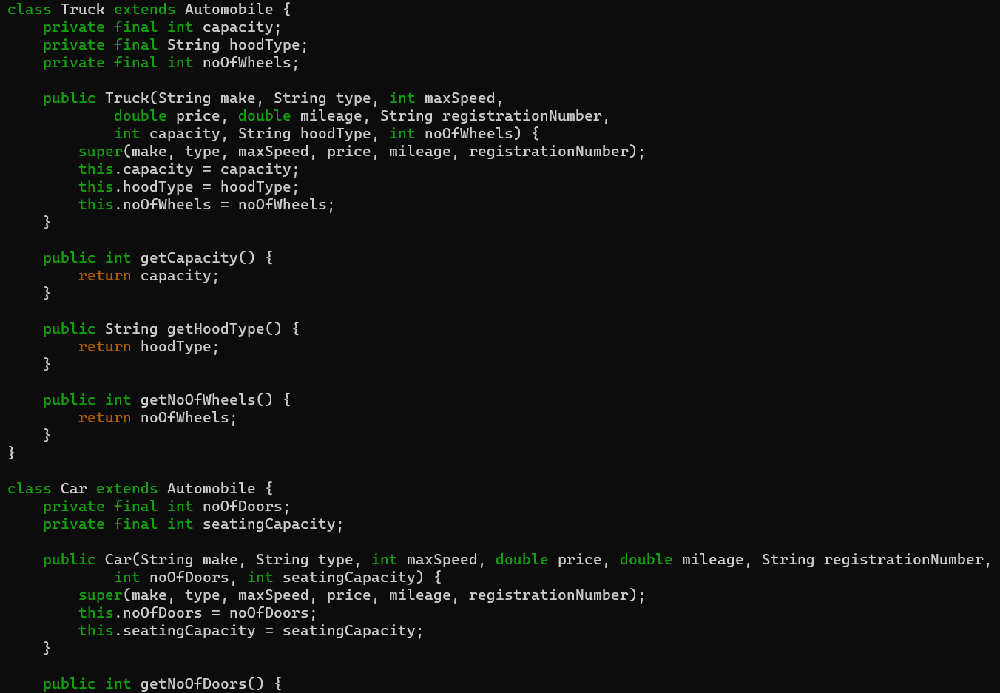 class Truck extends Automobile {
    private final int capacity;
    private final String hoodType;
    private final int noOfWheels;

    public Truck(String make, String type, int maxSpeed,
            double price, double mileage, String registrationNumber,
            int capacity, String hoodType, int noOfWheels) {
        super(make, type, maxSpeed, price, mileage, registrationNumber);
        this.capacity = capacity;
        this.hoodType = hoodType;
        this.noOfWheels = noOfWheels;
    }

    public int getCapacity() {
        return capacity;
    }

    public String getHoodType() {
        return hoodType;
    }

    public int getNoOfWheels() {
        return noOfWheels;
    }
}

class Car extends Automobile {
    private final int noOfDoors;
    private final int seatingCapacity;

    public Car(String make, String type, int maxSpeed, double price, double mileage, String registrationNumber,
            int noOfDoors, int seatingCapacity) {
        super(make, type, maxSpeed, price, mileage, registrationNumber);
        this.noOfDoors = noOfDoors;
        this.seatingCapacity = seatingCapacity;
    }

    public int getNoOfDoors() {